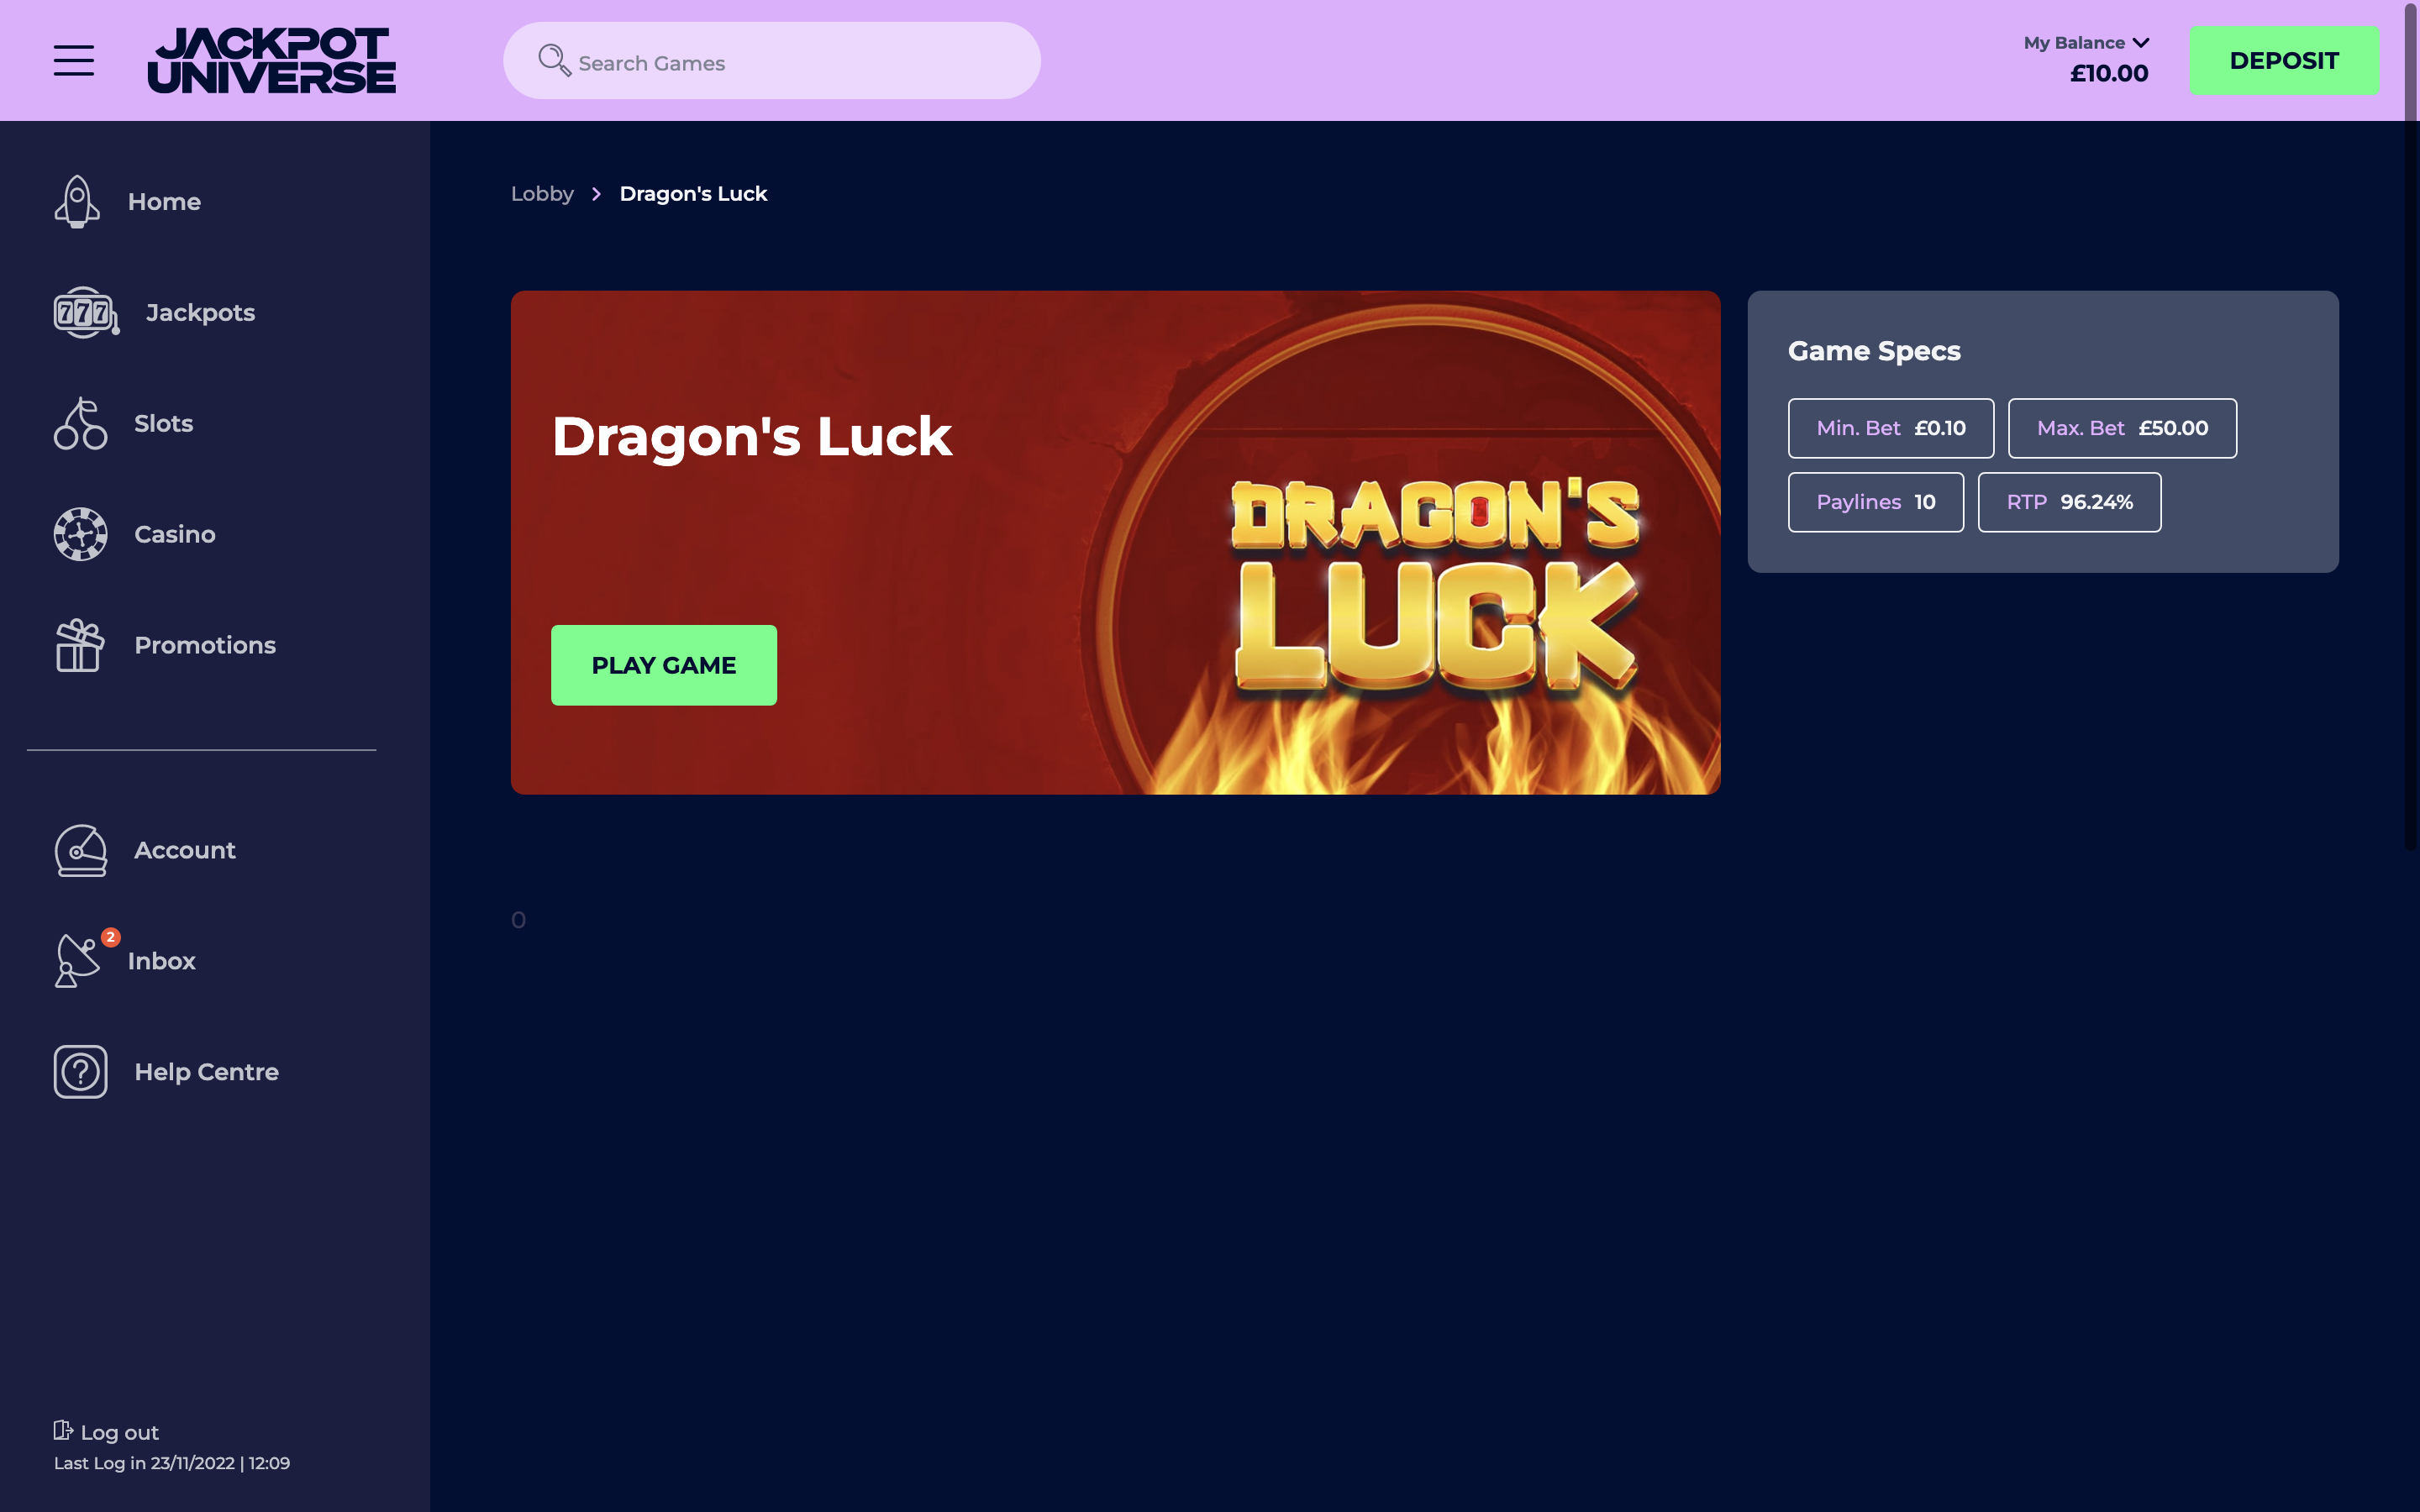 JACKPOT
UNIVERSE
Search Games
My Balance
£10.00
DEPOSIT
Home
777
Jackpots
Slots
Casino
Promotions
Account
2
Inbox
Help Centre
Log out
Last Log in 23/11/2022 | 12:09
Lobby > Dragon's Luck
Dragon's Luck
PLAY GAME
DRAGON'S
LUCK
Game Specs
Min. Bet £0.10
Max. Bet £50.00
Paylines 10
RTP 96.24%
0